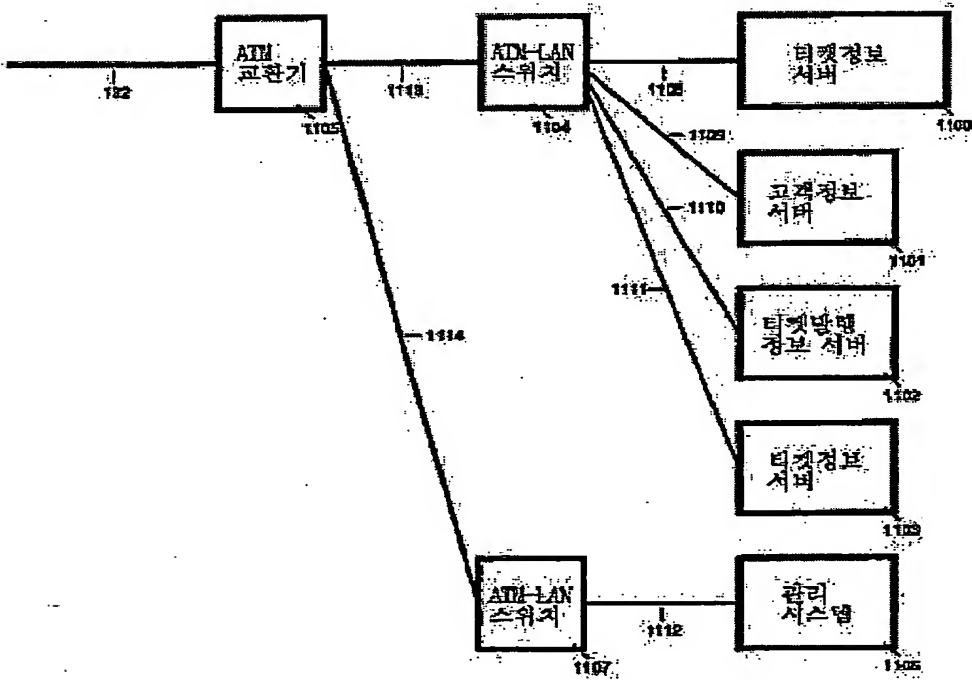 ATM
교환기
122
1113
1105
ATM-LAN
스위치
1104
1108
티켓정보
서버
1100
1109
고객정보
서버
1101
1110
티켓발행
정보 서버
1102
1111
티켓정보
서버
1103
1114
ATM-LAN
스위치
1107
1112
관리
시스템